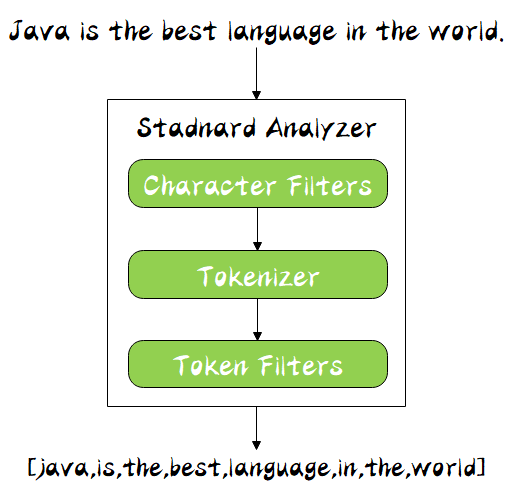 Java is the best language in the world.
Stadnard Analyzer
Character Filters
Tokenizer
Token Filters
[java,is,the,best,language,in,the,world]